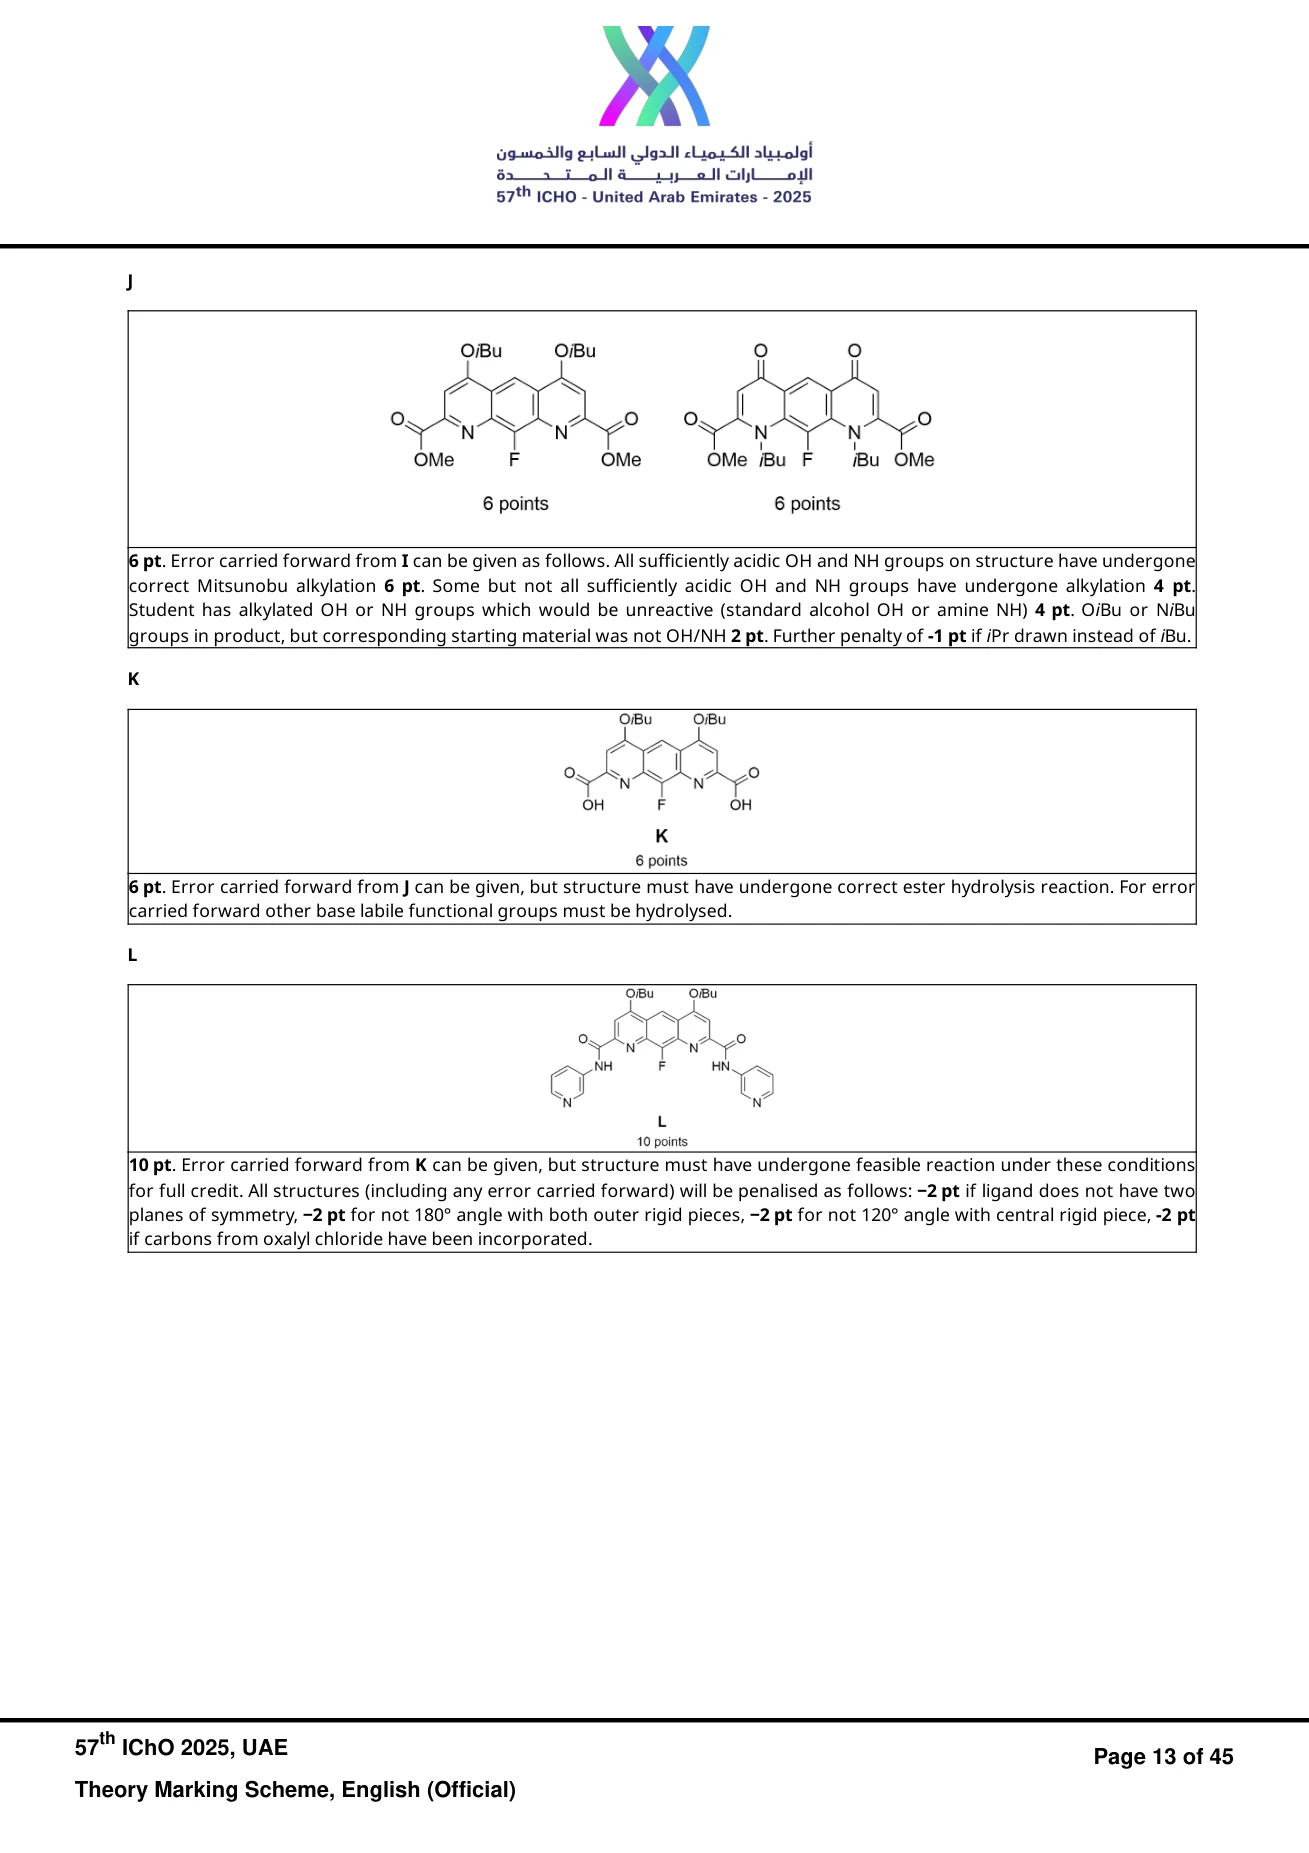 أولمبياد الكيمياء الدولي السابع والخمسون
الإمارات العربية المتحدة
57th ICHO - United Arab Emirates - 2025
J
OiBu OiBu O O
O N N O O N N O
OMe F OMe OMe iBu F iBu OMe
6 points 6 points
6 pt. Error carried forward from I can be given as follows. All sufficiently acidic OH and NH groups on structure have undergone
correct Mitsunobu alkylation 6 pt. Some but not all sufficiently acidic OH and NH groups have undergone alkylation 4 pt.
Student has alkylated OH or NH groups which would be unreactive (standard alcohol OH or amine NH) 4 pt. OiBu or NiBu
groups in product, but corresponding starting material was not OH/NH 2 pt. Further penalty of -1 pt if iPr drawn instead of iBu.
K
OiBu OiBu
O N N O
OH F OH
K
6 points
6 pt. Error carried forward from J can be given, but structure must have undergone correct ester hydrolysis reaction. For error
carried forward other base labile functional groups must be hydrolysed.
L
OiBu OiBu
O N N O
NH F HN
N N
L
10 points
10 pt. Error carried forward from K can be given, but structure must have undergone feasible reaction under these conditions
for full credit. All structures (including any error carried forward) will be penalised as follows: −2 pt if ligand does not have two
planes of symmetry, −2 pt for not 180° angle with both outer rigid pieces, −2 pt for not 120° angle with central rigid piece, -2 pt
if carbons from oxalyl chloride have been incorporated.
57th IChO 2025, UAE
Page 13 of 45
Theory Marking Scheme, English (Official)